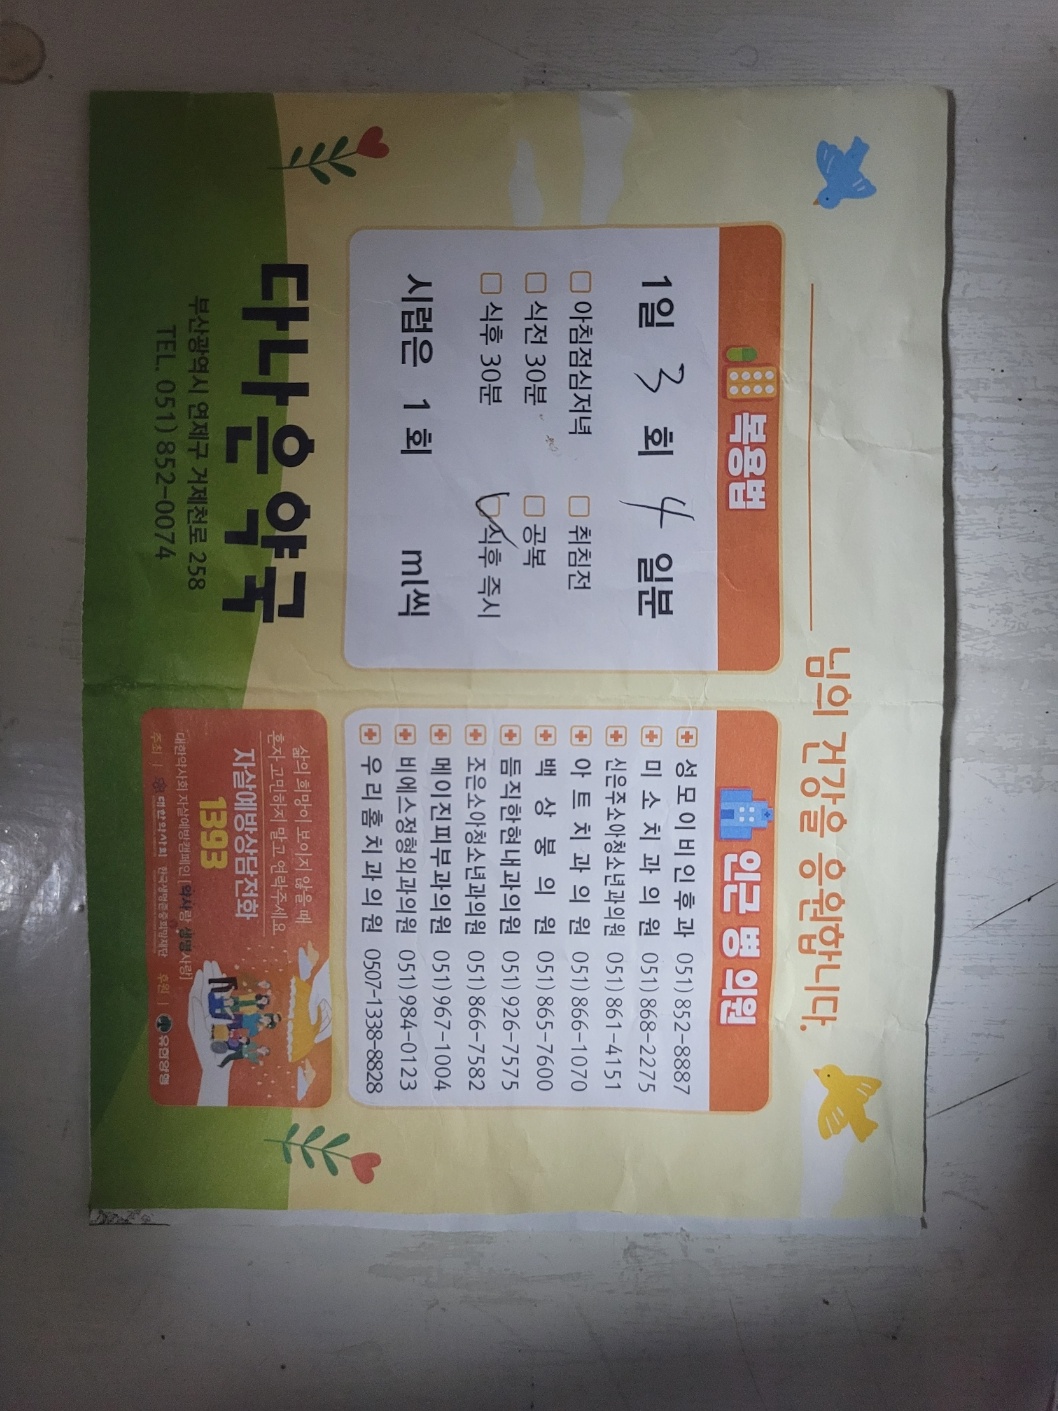 님의 건강을 응원합니다.
복용법
1일 3 회 4 일분
아침점심저녁 취침전
식전 30분 공복
식후 30분 식후 즉시
시럽은 1 회 ml씩
인근 병 의원
성모이비인후과 051) 852-8887
미소치과의원 051) 868-2275
신은주소아청소년과의원 051) 861-4151
아트치과의원 051) 866-1070
백상붕의원 051) 865-7600
듬직한현내과의원 051) 926-7575
조은소아청소년과의원 051) 866-7582
메이진피부과의원 051) 967-1004
비에스정형외과의원 051) 984-0123
우리홈치과의원 0507-1338-8828
다나은약국
부산광역시 연제구 거제천로 258
TEL. 051) 852-0074
삶의 희망이 보이지 않을 때
혼자 고민하지 말고 연락주세요
자살예방상담전화
1393
대한약사회 자살예방캠페인 [약사랑 생명사랑]
주최 | 대한약사회 한국생명존중희망재단 후원 | 유한양행